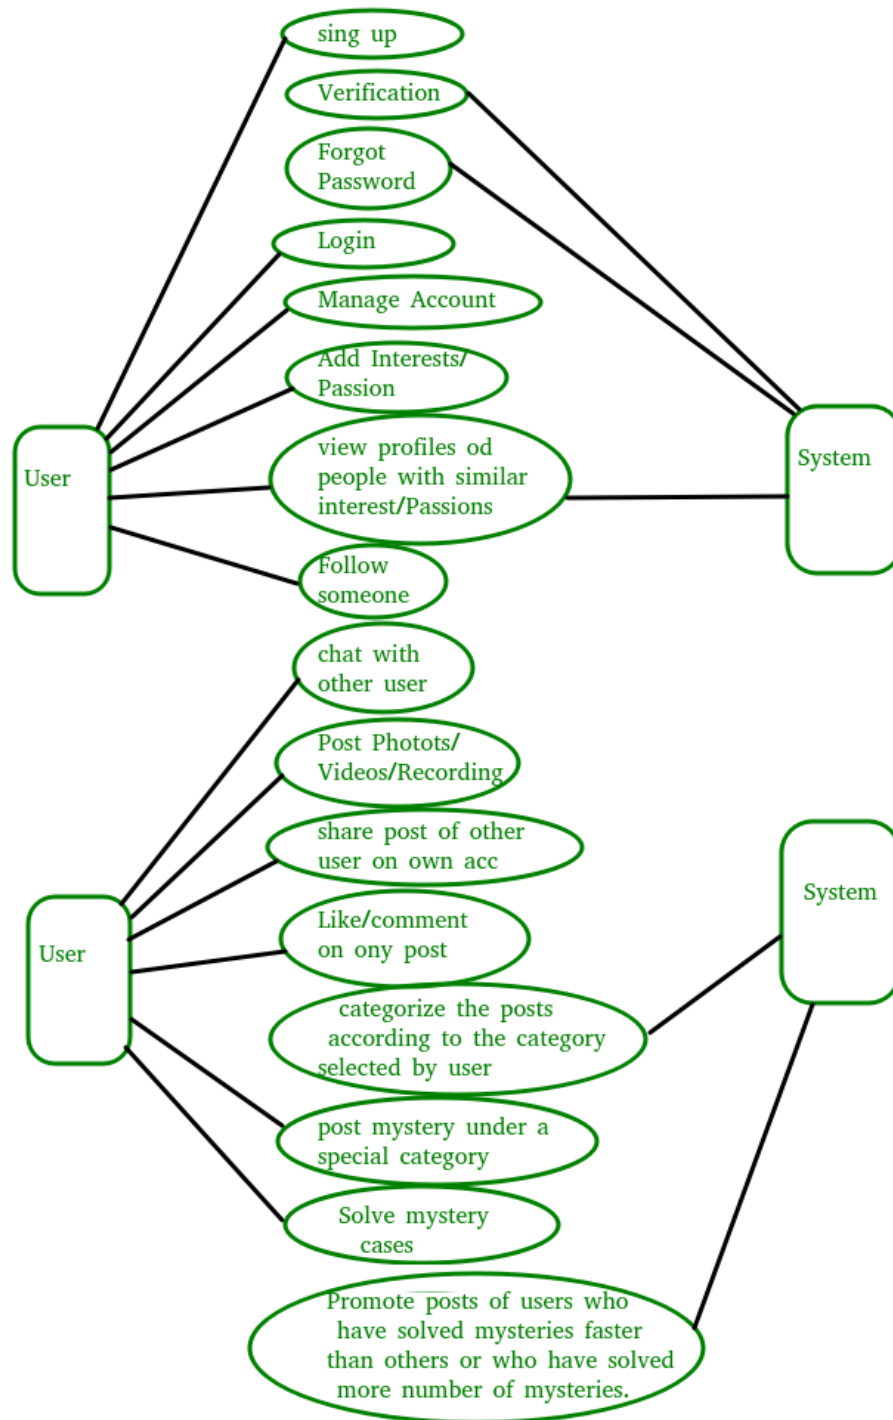 sing up
Verification
Forgot
Password
Login
Manage Account
Add Interests/
Passion
view profiles od
people with similar
interest/Passions
User
System
Follow
someone
chat with
other user
Post Photots/
Videos/Recording
share post of other
user on own acc
System
Like/comment
on ony post
User
categorize the posts
according to the category
selected by user
post mystery under a
special category
Solve mystery
cases
Promote posts of users who
have solved mysteries faster
than others or who have solved
more number of mysteries.